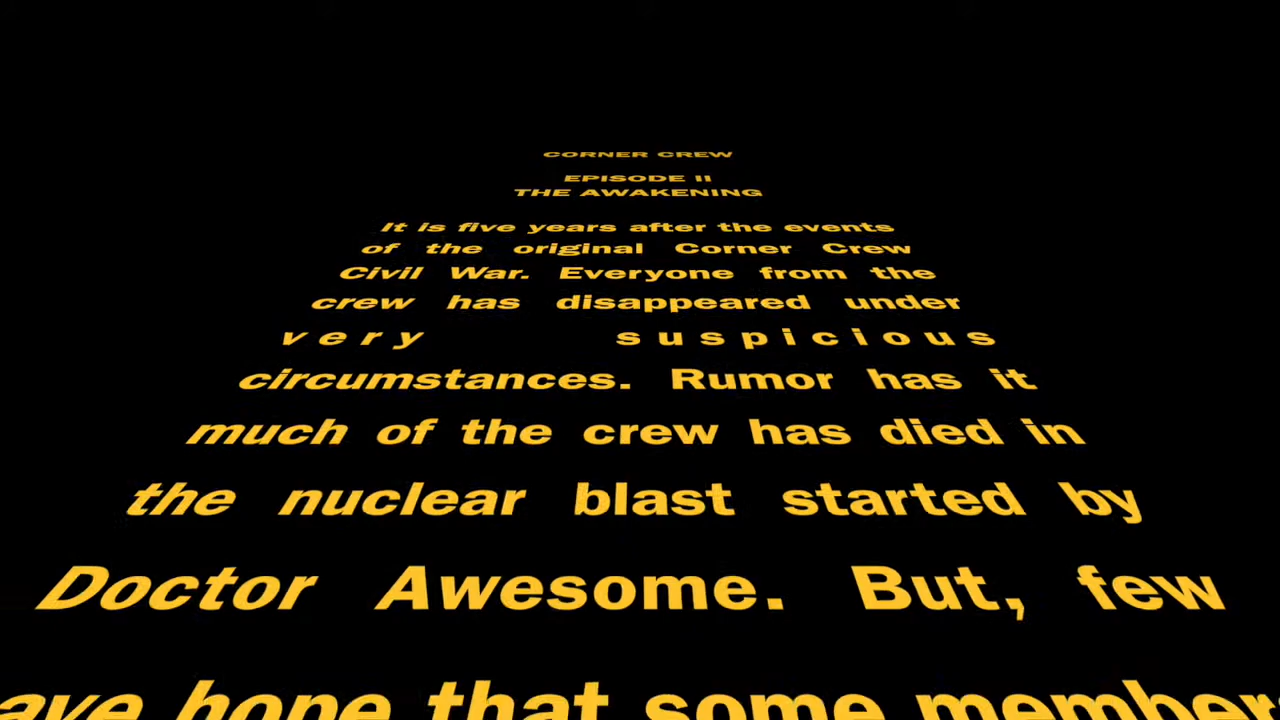 CORNER CREW
EPISODE II
THE AWAKENING
It is five years after the events
of the original Corner Crew
Civil War. Everyone from the
crew has disappeared under
very suspicious
circumstances. Rumor has it
much of the crew has died in
the nuclear blast started by
Doctor Awesome. But, few
hope that some